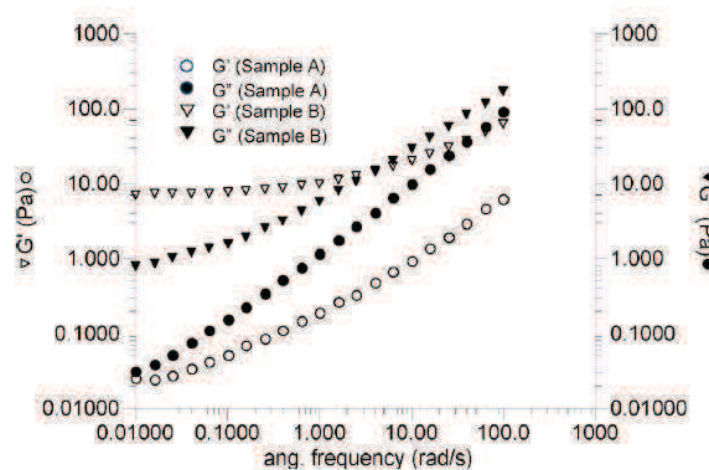 1000
100.0
10.00
1.000
0.1000
0.01000
▿G' (Pa) ○
○ G' (Sample A)
● G" (Sample A)
▽ G' (Sample B)
▼ G" (Sample B)
1000
100.0
10.00
1.000
0.1000
0.01000
▼ G (Pa) ●
0.01000 0.1000 1.000 10.00 100.0 1000
ang. frequency (rad/s)